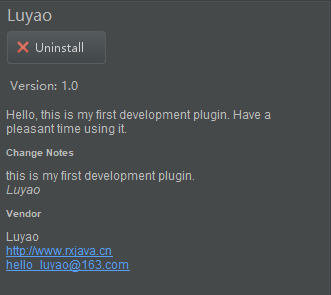 Luyao
Uninstall
Version: 1.0
Hello, this is my first development plugin. Have a
pleasant time using it.
Change Notes
this is my first development plugin.
Luyao
Vendor
Luyao
http://www.rxjava.cn
hello_luyao@163.com